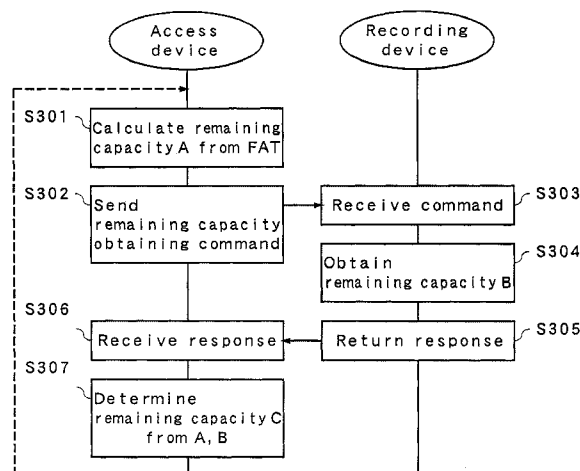 Access
device
Recording
device
S301
Calculate remaining
capacity A from FAT
S302
Send
remaining capacity
obtaining command
Receive command
S303
S304
Obtain
remaining capacity B
S306
Receive response
Return response
S305
S307
Determine
remaining capacity C
from A, B